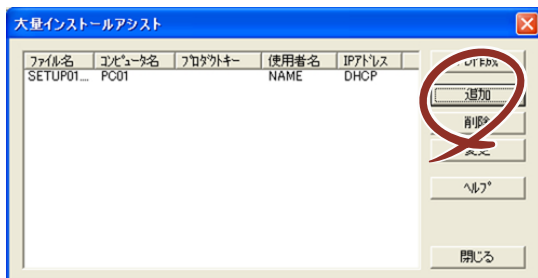 大量インストールアシスト
ﾌｧｲﾙ名 ｺﾝﾋﾟｭｰﾀ名 ﾌﾟﾛﾀﾞｸﾄｷｰ 使用者名 IPｱﾄﾞﾚｽ
SETUP01... PC01 NAME DHCP
追加
削除
ﾍﾙﾌﾟ
閉じる